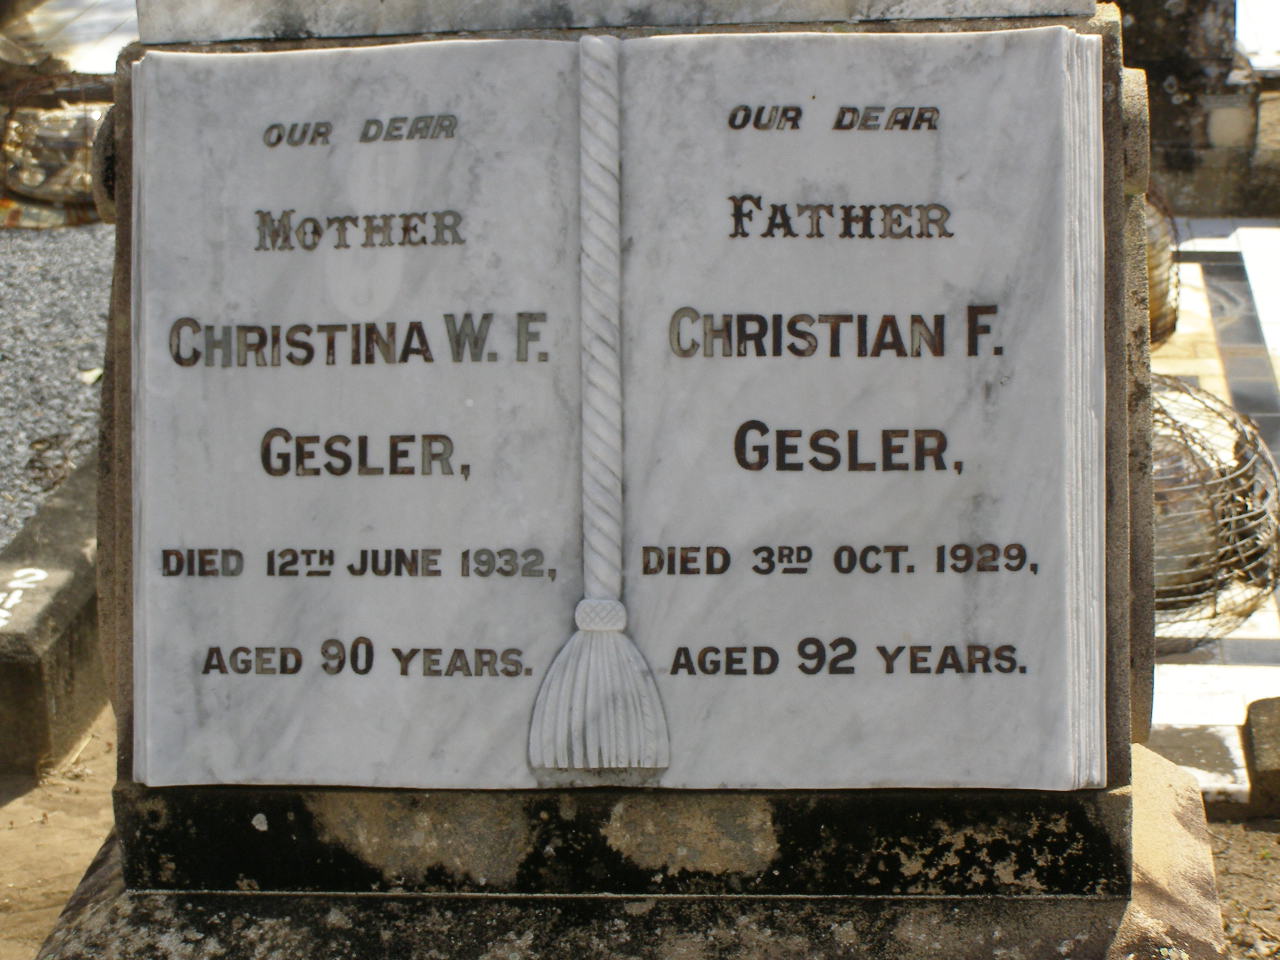 OUR DEAR
MOTHER
CHRISTINA W. F.
GESLER,
DIED 12TH JUNE 1932,
AGED 90 YEARS.
OUR DEAR
FATHER
CHRISTIAN F.
GESLER,
DIED 3RD OCT. 1929,
AGED 92 YEARS.